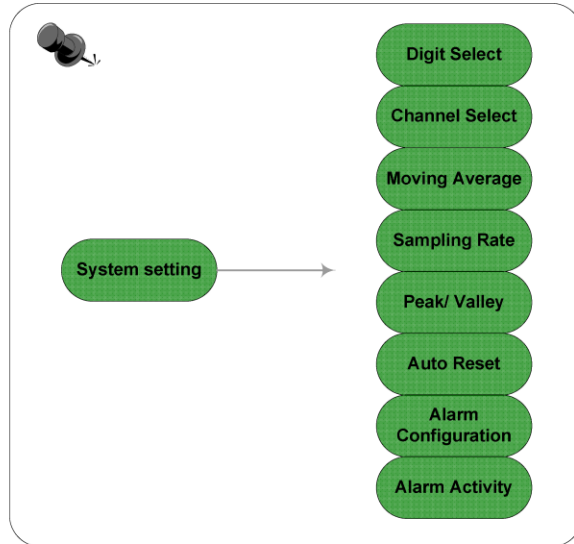 System setting
Digit Select
Channel Select
Moving Average
Sampling Rate
Peak/ Valley
Auto Reset
Alarm
Configuration
Alarm Activity